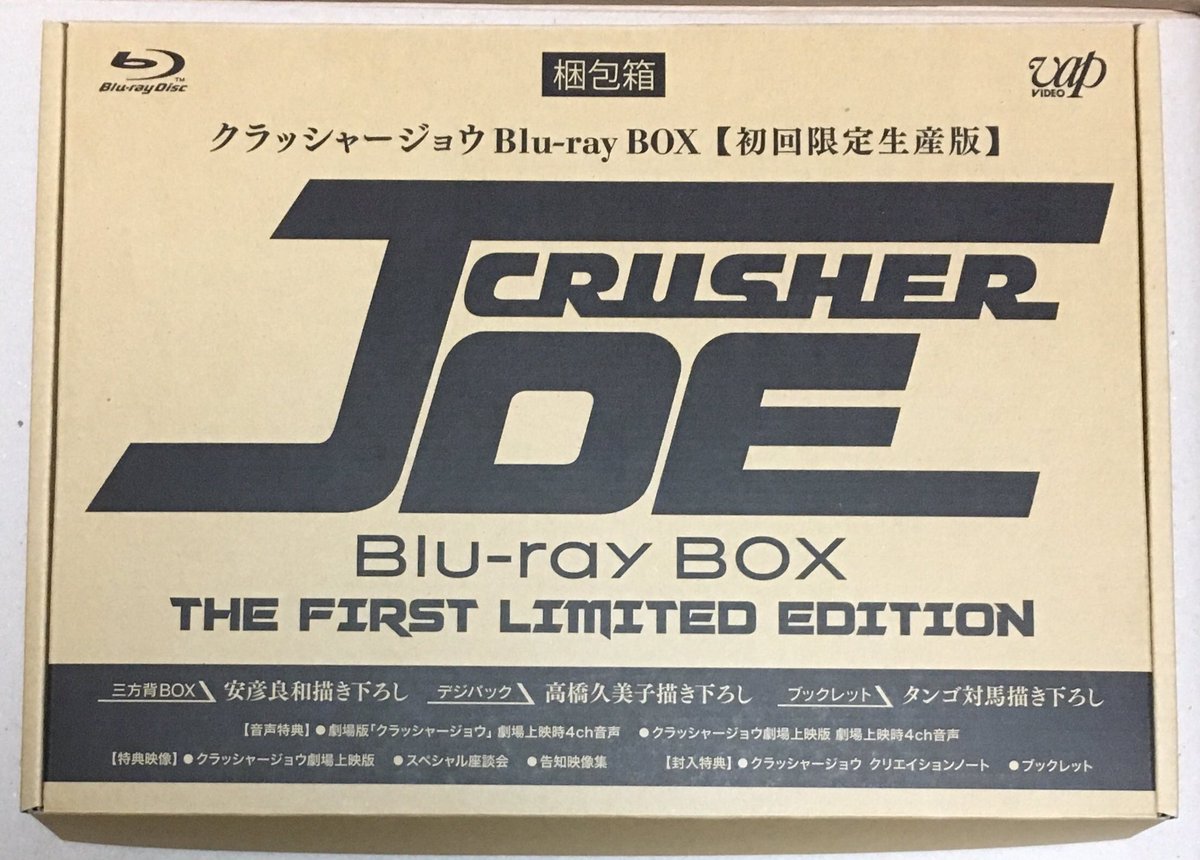 Blu-ray Disc™
梱包箱
vap
VIDEO
クラッシャージョウ Blu-ray BOX【初回限定生産版】
CRUSHER
JOE
Blu-ray BOX
THE FIRST LIMITED EDITION
三方背BOX 安彦良和描き下ろし デジパック 高橋久美子描き下ろし ブックレット タンゴ対馬描き下ろし
【音声特典】●劇場版「クラッシャージョウ」劇場上映時4ch音声 ●クラッシャージョウ劇場上映版 劇場上映時4ch音声
【特典映像】●クラッシャージョウ劇場上映版 ●スペシャル座談会 ●告知映像集 【封入特典】●クラッシャージョウ クリエイションノート ●ブックレット